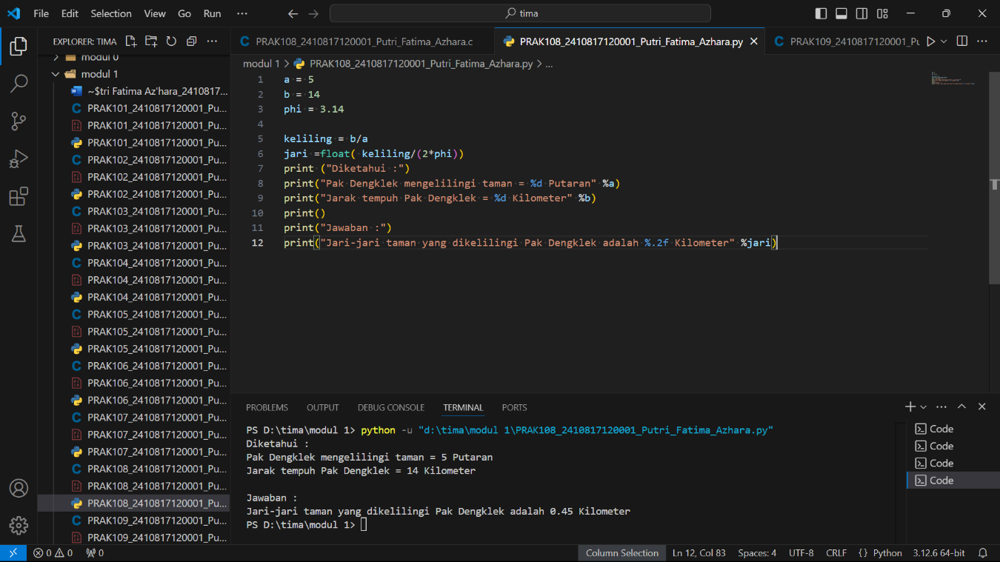 File Edit Selection View Go Run ··· tima
EXPLORER: TIMA
modul 0
modul 1
~$tri Fatima Az'hara_2410817...
PRAK101_2410817120001_Pu...
PRAK101_2410817120001_Pu...
PRAK101_2410817120001_Pu...
PRAK102_2410817120001_Pu...
PRAK102_2410817120001_Pu...
PRAK102_2410817120001_Pu...
PRAK103_2410817120001_Pu...
PRAK103_2410817120001_Pu...
PRAK103_2410817120001_Pu...
PRAK104_2410817120001_Pu...
PRAK104_2410817120001_Pu...
PRAK104_2410817120001_Pu...
PRAK105_2410817120001_Pu...
PRAK105_2410817120001_Pu...
PRAK105_2410817120001_Pu...
PRAK106_2410817120001_Pu...
PRAK106_2410817120001_Pu...
PRAK106_2410817120001_Pu...
PRAK107_2410817120001_Pu...
PRAK107_2410817120001_Pu...
PRAK107_2410817120001_Pu...
PRAK108_2410817120001_Pu...
PRAK108_2410817120001_Pu...
PRAK108_2410817120001_Pu...
PRAK109_2410817120001_Pu...
PRAK109_2410817120001_Pu...
PRAK108_2410817120001_Putri_Fatima_Azhara.c
PRAK108_2410817120001_Putri_Fatima_Azhara.py
PRAK109_2410817120001_Pu
modul 1 > PRAK108_2410817120001_Putri_Fatima_Azhara.py > ...
1 a = 5
2 b = 14
3 phi = 3.14
4
5 keliling = b/a
6 jari =float( keliling/(2*phi))
7 print ("Diketahui :")
8 print("Pak Dengklek mengelilingi taman = %d Putaran" %a)
9 print("Jarak tempuh Pak Dengklek = %d Kilometer" %b)
10 print()
11 print("Jawaban :")
12 print("Jari-jari taman yang dikelilingi Pak Dengklek adalah %.2f Kilometer" %jari)
PROBLEMS OUTPUT DEBUG CONSOLE TERMINAL PORTS
PS D:\tima\modul 1> python -u "d:\tima\modul 1\PRAK108_2410817120001_Putri_Fatima_Azhara.py"
Diketahui :
Pak Dengklek mengelilingi taman = 5 Putaran
Jarak tempuh Pak Dengklek = 14 Kilometer
Jawaban :
Jari-jari taman yang dikelilingi Pak Dengklek adalah 0.45 Kilometer
PS D:\tima\modul 1>
Code
Code
Code
Code
0 0 0 Column Selection Ln 12, Col 83 Spaces: 4 UTF-8 CRLF {} Python 3.12.6 64-bit